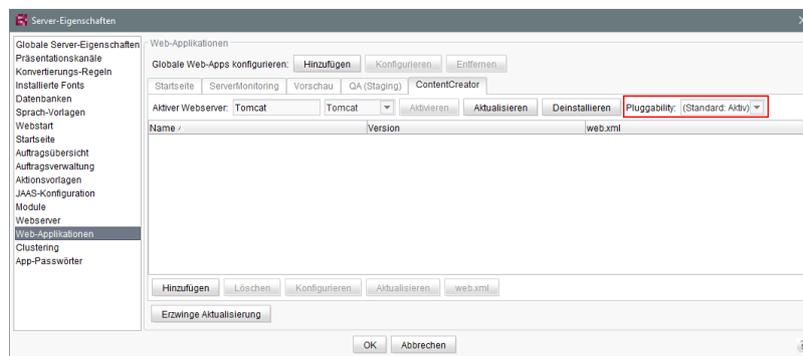 Server-Eigenschaften
Globale Server-Eigenschaften
Präsentationskanäle
Konvertierungs-Regeln
Installierte Fonts
Datenbanken
Sprach-Vorlagen
Webstart
Startseite
Auftragsübersicht
Auftragsverwaltung
Aktionsvorlagen
JAAS-Konfiguration
Module
Webserver
Web-Applikationen
Clustering
App-Passwörter
Web-Applikationen
Globale Web-Apps konfigurieren: Hinzufügen Konfigurieren Entfernen
Startseite ServerMonitoring Vorschau QA (Staging) ContentCreator
Aktiver Webserver: Tomcat Tomcat Aktivieren Aktualisieren Deinstallieren Pluggability: (Standard: Aktiv)
Name Version web.xml
Hinzufügen Löschen Konfigurieren Aktualisieren web.xml
Erzwinge Aktualisierung
OK Abbrechen